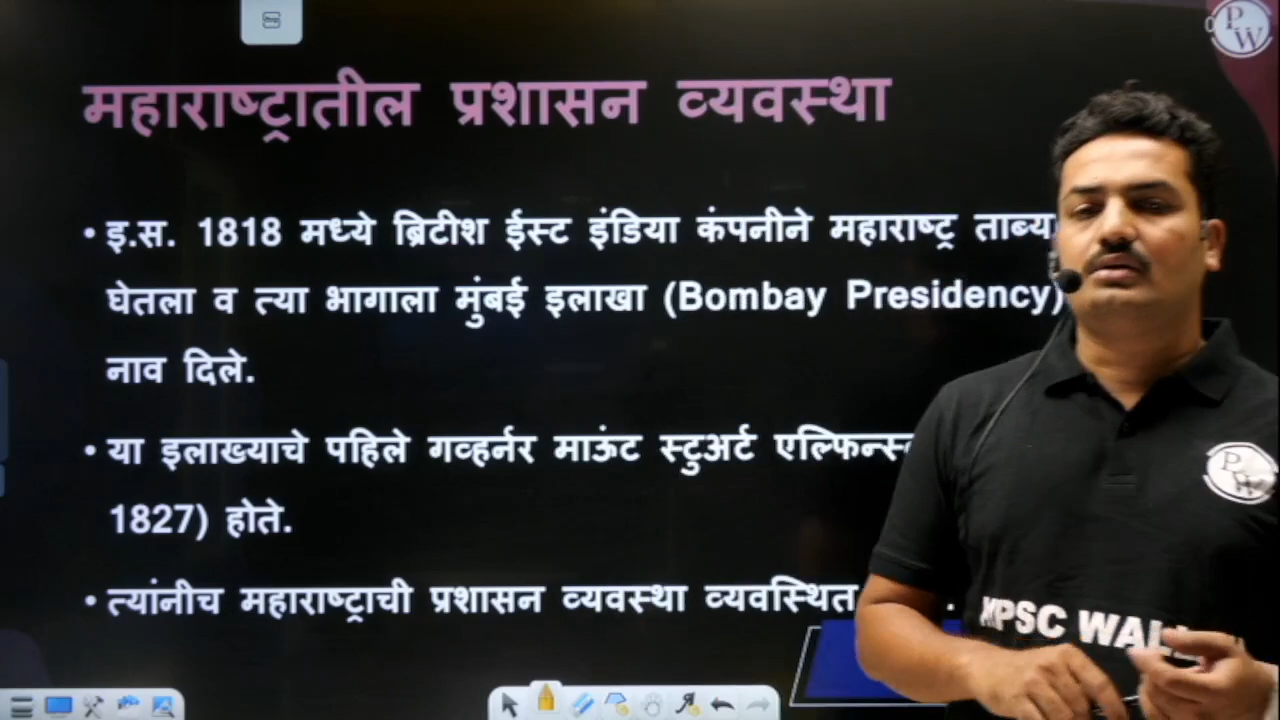 महाराष्ट्रातील प्रशासन व्यवस्था
• इ.स. 1818 मध्ये ब्रिटीश ईस्ट इंडिया कंपनीने महाराष्ट्र
घेतला व त्या भागाला मुंबई इलाखा (Bombay Presidency)
नाव दिले.
• या इलाख्याचे पहिले गव्हर्नर माऊंट स्टुअर्ट
1827) होते.
• त्यांनीच महाराष्ट्राची प्रशासन व्यवस्था व्यवस्थित
PW
PW
MPSC